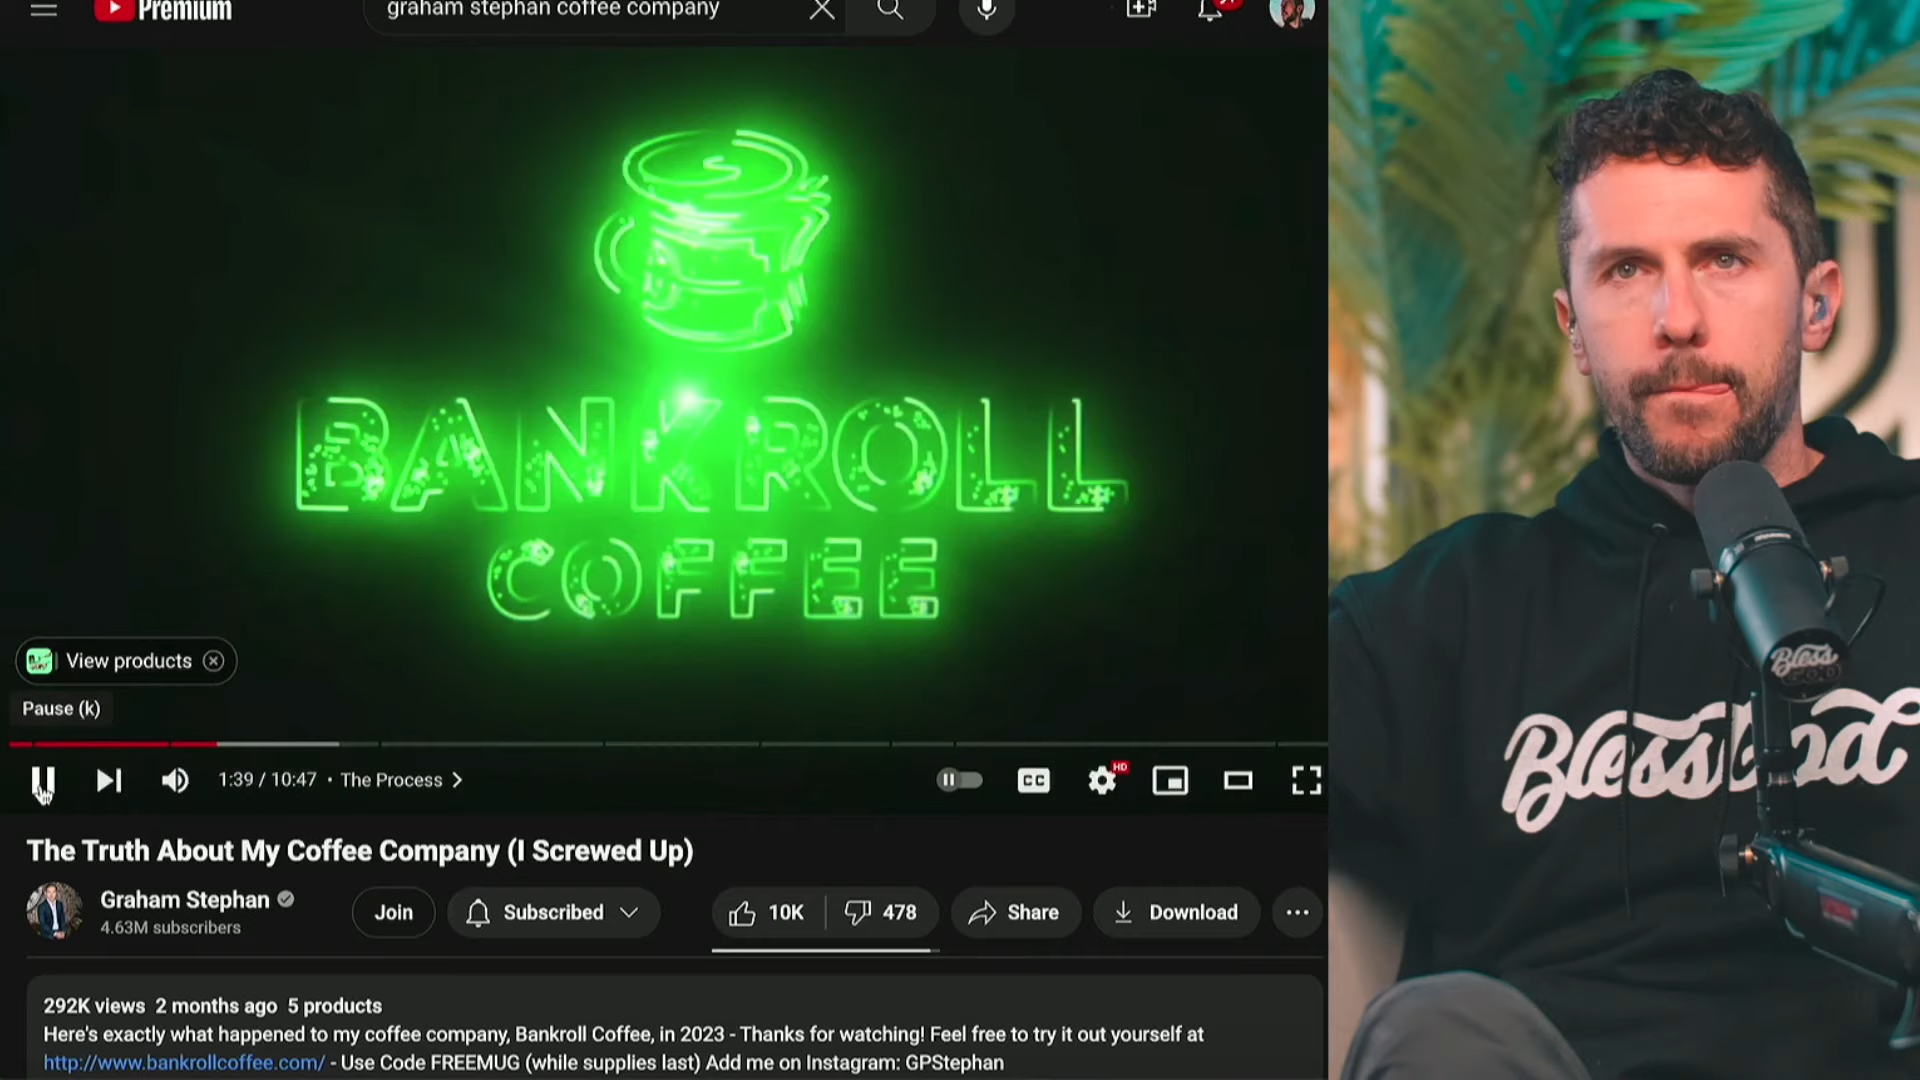 Premium
graham stephan coffee company
BANKROLL
COFFEE
View products
Pause (k)
1:39 / 10:47 • The Process
HD
CC
The Truth About My Coffee Company (I Screwed Up)
Graham Stephan
4.63M subscribers
Join
Subscribed
10K
478
Share
Download
292K views 2 months ago 5 products
Here's exactly what happened to my coffee company, Bankroll Coffee, in 2023 - Thanks for watching! Feel free to try it out yourself at
http://www.bankrollcoffee.com/ - Use Code FREEMUG (while supplies last) Add me on Instagram: GPStephan
Bless
GOD
BlessGod